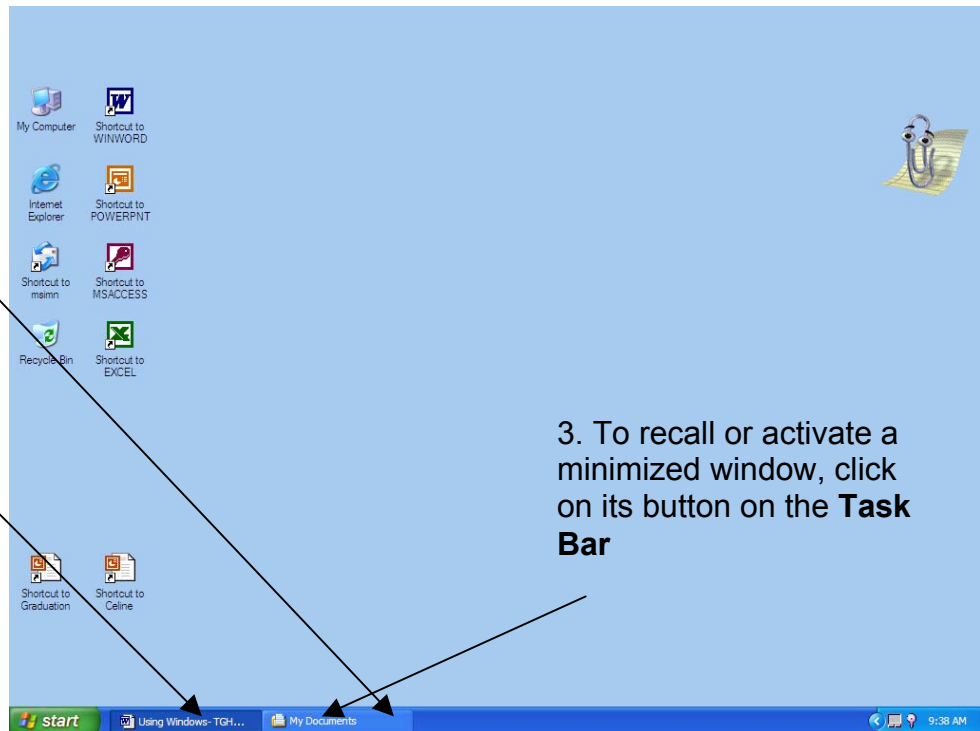 My Computer
Shortcut to
WINWORD
Internet
Explorer
Shortcut to
POWERPNT
Shortcut to
msimn
Shortcut to
MSACCESS
Recycle Bin
Shortcut to
EXCEL
3. To recall or activate a
minimized window, click
on its button on the Task
Bar
Shortcut to
Graduation
Shortcut to
Celine
start
Using Windows- TGH...
My Documents
9:38 AM